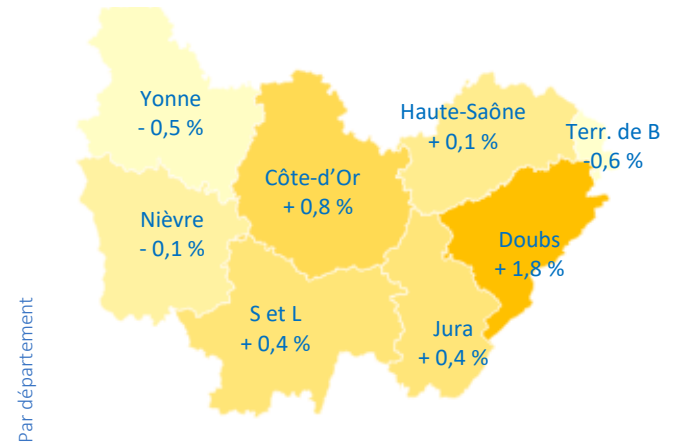 Yonne
- 0,5 %
Haute-Saône
+ 0,1 %
Terr. de B
-0,6 %
Côte-d’Or
+ 0,8 %
Nièvre
- 0,1 %
Doubs
+ 1,8 %
S et L
+ 0,4 %
Jura
+ 0,4 %
Par département